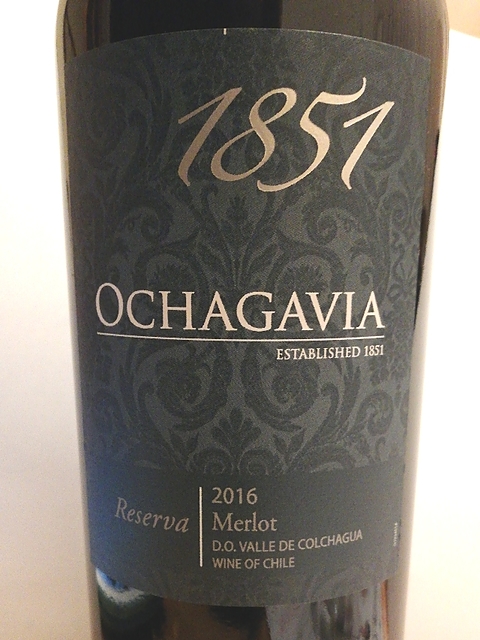 1851
OCHAGAVIA
ESTABLISHED 1851
Reserva
2016
Merlot
D.O. VALLE DE COLCHAGUA
WINE OF CHILE